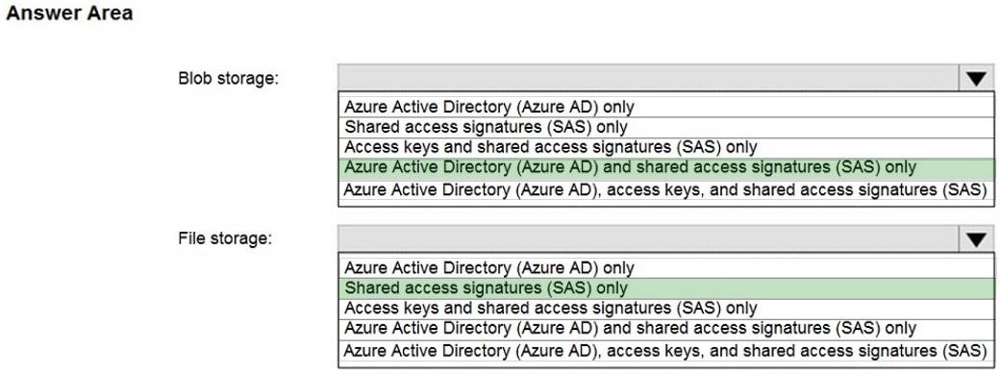 Answer Area
Blob storage:
Azure Active Directory (Azure AD) only
Shared access signatures (SAS) only
Access keys and shared access signatures (SAS) only
Azure Active Directory (Azure AD) and shared access signatures (SAS) only
Azure Active Directory (Azure AD), access keys, and shared access signatures (SAS)
File storage:
Azure Active Directory (Azure AD) only
Shared access signatures (SAS) only
Access keys and shared access signatures (SAS) only
Azure Active Directory (Azure AD) and shared access signatures (SAS) only
Azure Active Directory (Azure AD), access keys, and shared access signatures (SAS)